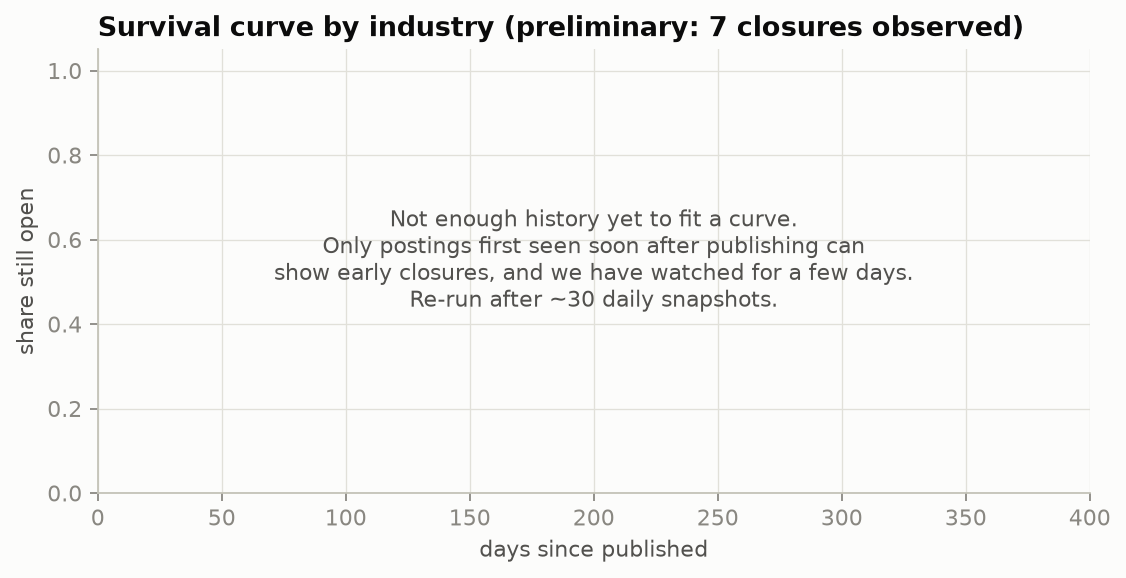 Survival curve by industry (preliminary: 7 closures observed)
1.0
0.8
0.6
0.4
0.2
0.0
share still open
Not enough history yet to fit a curve.
Only postings first seen soon after publishing can
show early closures, and we have watched for a few days.
Re-run after ~30 daily snapshots.
0 50 100 150 200 250 300 350 400
days since published